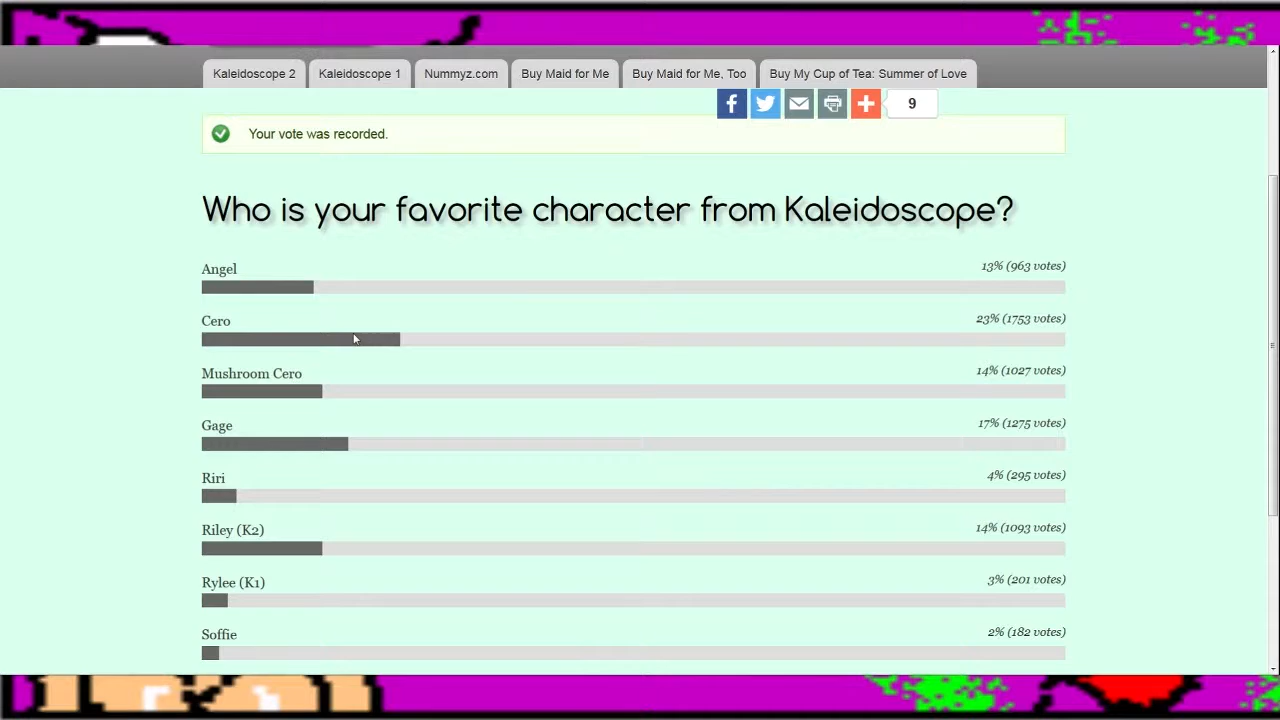 Kaleidoscope 2 Kaleidoscope 1 Nummyz.com Buy Maid for Me Buy Maid for Me, Too Buy My Cup of Tea: Summer of Love
9
Your vote was recorded.
Who is your favorite character from Kaleidoscope?
Angel 13% (963 votes)
Cero 23% (1753 votes)
Mushroom Cero 14% (1027 votes)
Gage 17% (1275 votes)
Riri 4% (295 votes)
Riley (K2) 14% (1093 votes)
Rylee (K1) 3% (201 votes)
Soffie 2% (182 votes)